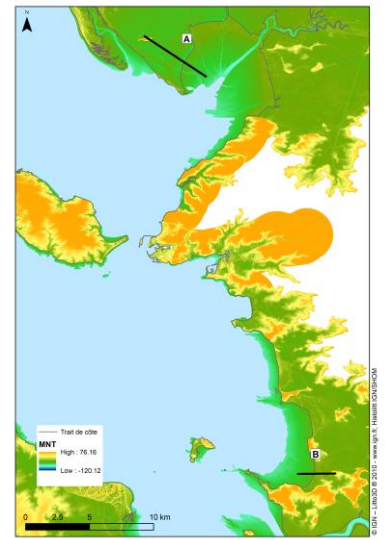 N
A
B
Trait de côte
MNT
High : 76.16
Low : -120.12
0 2.5 5 10 km
© IGN – Litto3D ® 2010 - www.ign.fr, Histolitt IGN/SHOM